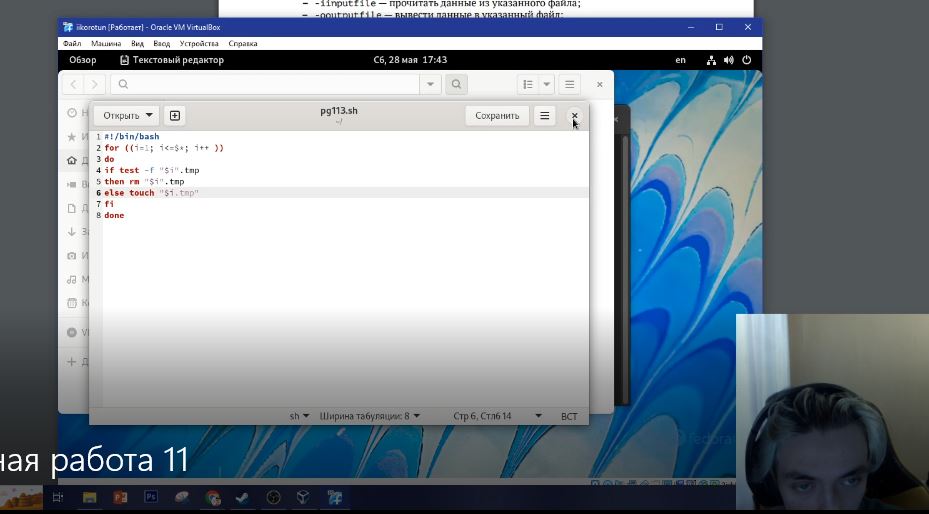 – -iinputfile — прочитать данные из указанного файла;
– -ooutputfile — вывести данные в указанный файл;
iikorotun [Работает] - Oracle VM VirtualBox
Файл Машина Вид Ввод Устройства Справка
Обзор Текстовый редактор Сб, 28 мая 17:43 en
Открыть pg113.sh Сохранить
~/
1 #!/bin/bash
2 for ((i=1; i<=$*; i++ ))
3 do
4 if test -f "$i".tmp
5 then rm "$i".tmp
6 else touch "$i.tmp"
7 fi
8 done
sh Ширина табуляции: 8 Стр 6, Стлб 14 ВСТ
fedora
ная работа 11